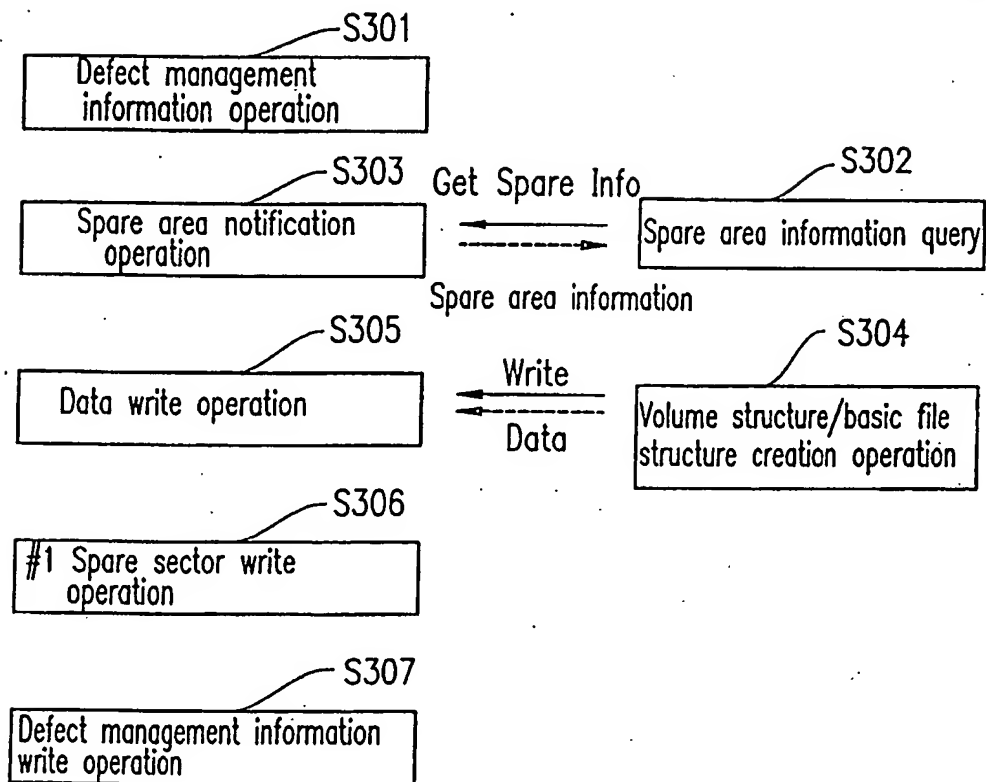 S301
Defect management
information operation
S303
Get Spare Info
S302
Spare area notification
operation
Spare area information query
Spare area information
S305
S304
Data write operation
Write
Data
Volume structure/basic file
structure creation operation
S306
#1 Spare sector write
operation
S307
Defect management information
write operation